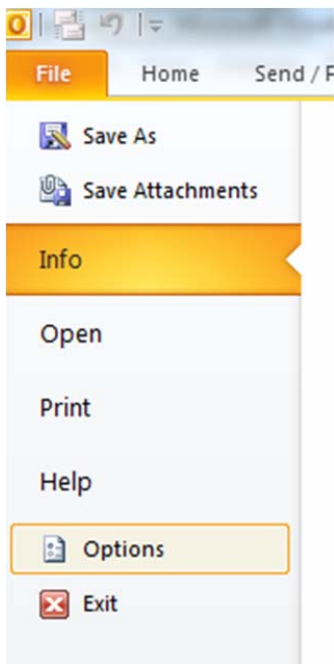 File Home Send /
Save As
Save Attachments
Info
Open
Print
Help
Options
Exit